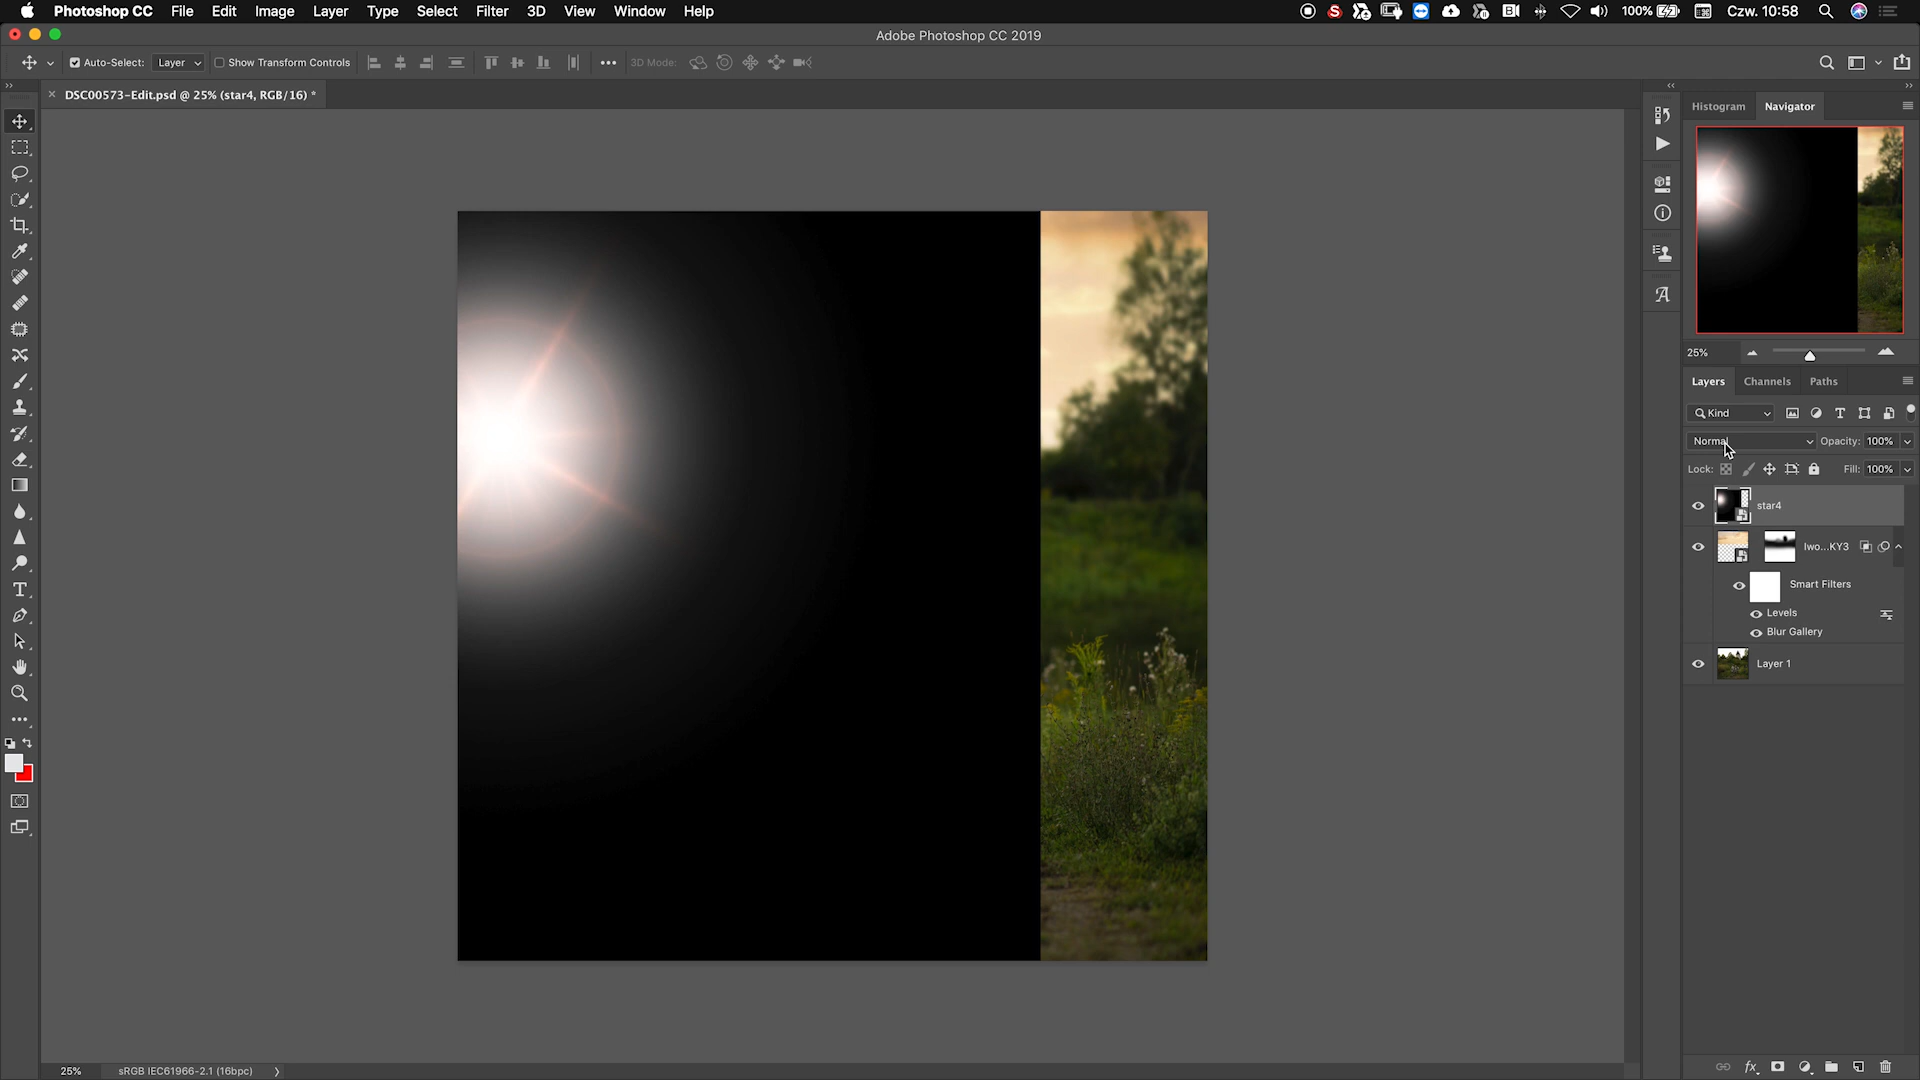 Photoshop CC File Edit Image Layer Type Select Filter 3D View Window Help 100% Czw. 10:58
Adobe Photoshop CC 2019
Auto-Select: Layer Show Transform Controls 3D Mode:
DSC00573-Edit.psd @ 25% (star4, RGB/16) *
Histogram Navigator
25%
Layers Channels Paths
Kind
Normal Opacity: 100%
Lock: Fill: 100%
star4
Iwo...KY3
Smart Filters
Levels
Blur Gallery
Layer 1
fx
25% sRGB IEC61966-2.1 (16bpc)